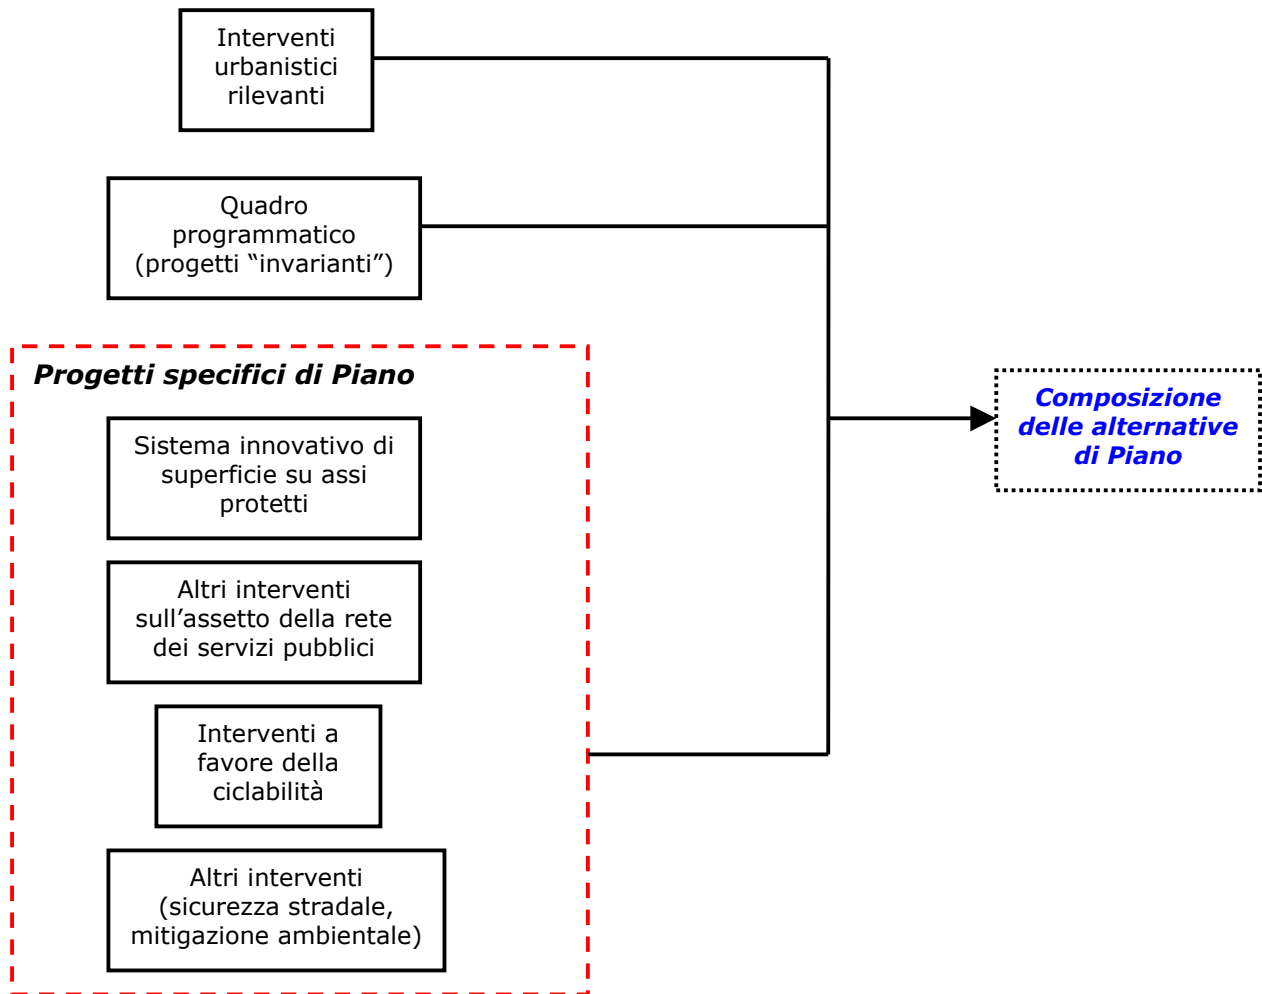 Interventi
urbanistici
rilevanti
Quadro
programmatico
(progetti “invarianti”)
Progetti specifici di Piano
Sistema innovativo di
superficie su assi
protetti
Altri interventi
sull’assetto della rete
dei servizi pubblici
Interventi a
favore della
ciclabilità
Altri interventi
(sicurezza stradale,
mitigazione ambientale)
Composizione
delle alternative
di Piano